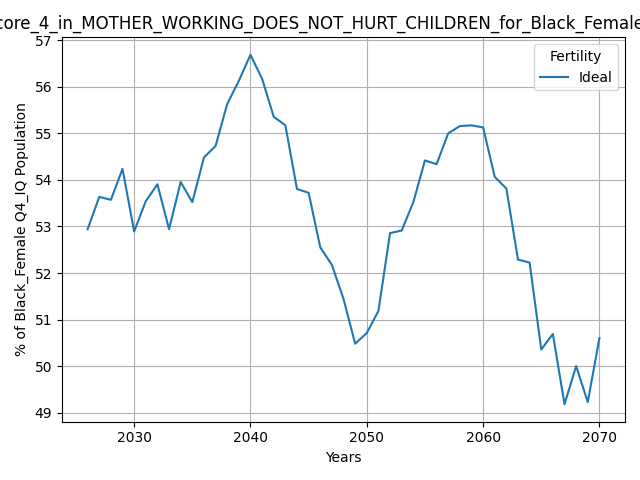 core_4_in_MOTHER_WORKING_DOES_NOT_HURT_CHILDREN_for_Black_Female
57
56
55
54
53
52
51
50
49
% of Black_Female Q4_IQ Population
Fertility
Ideal
2030 2040 2050 2060 2070
Years